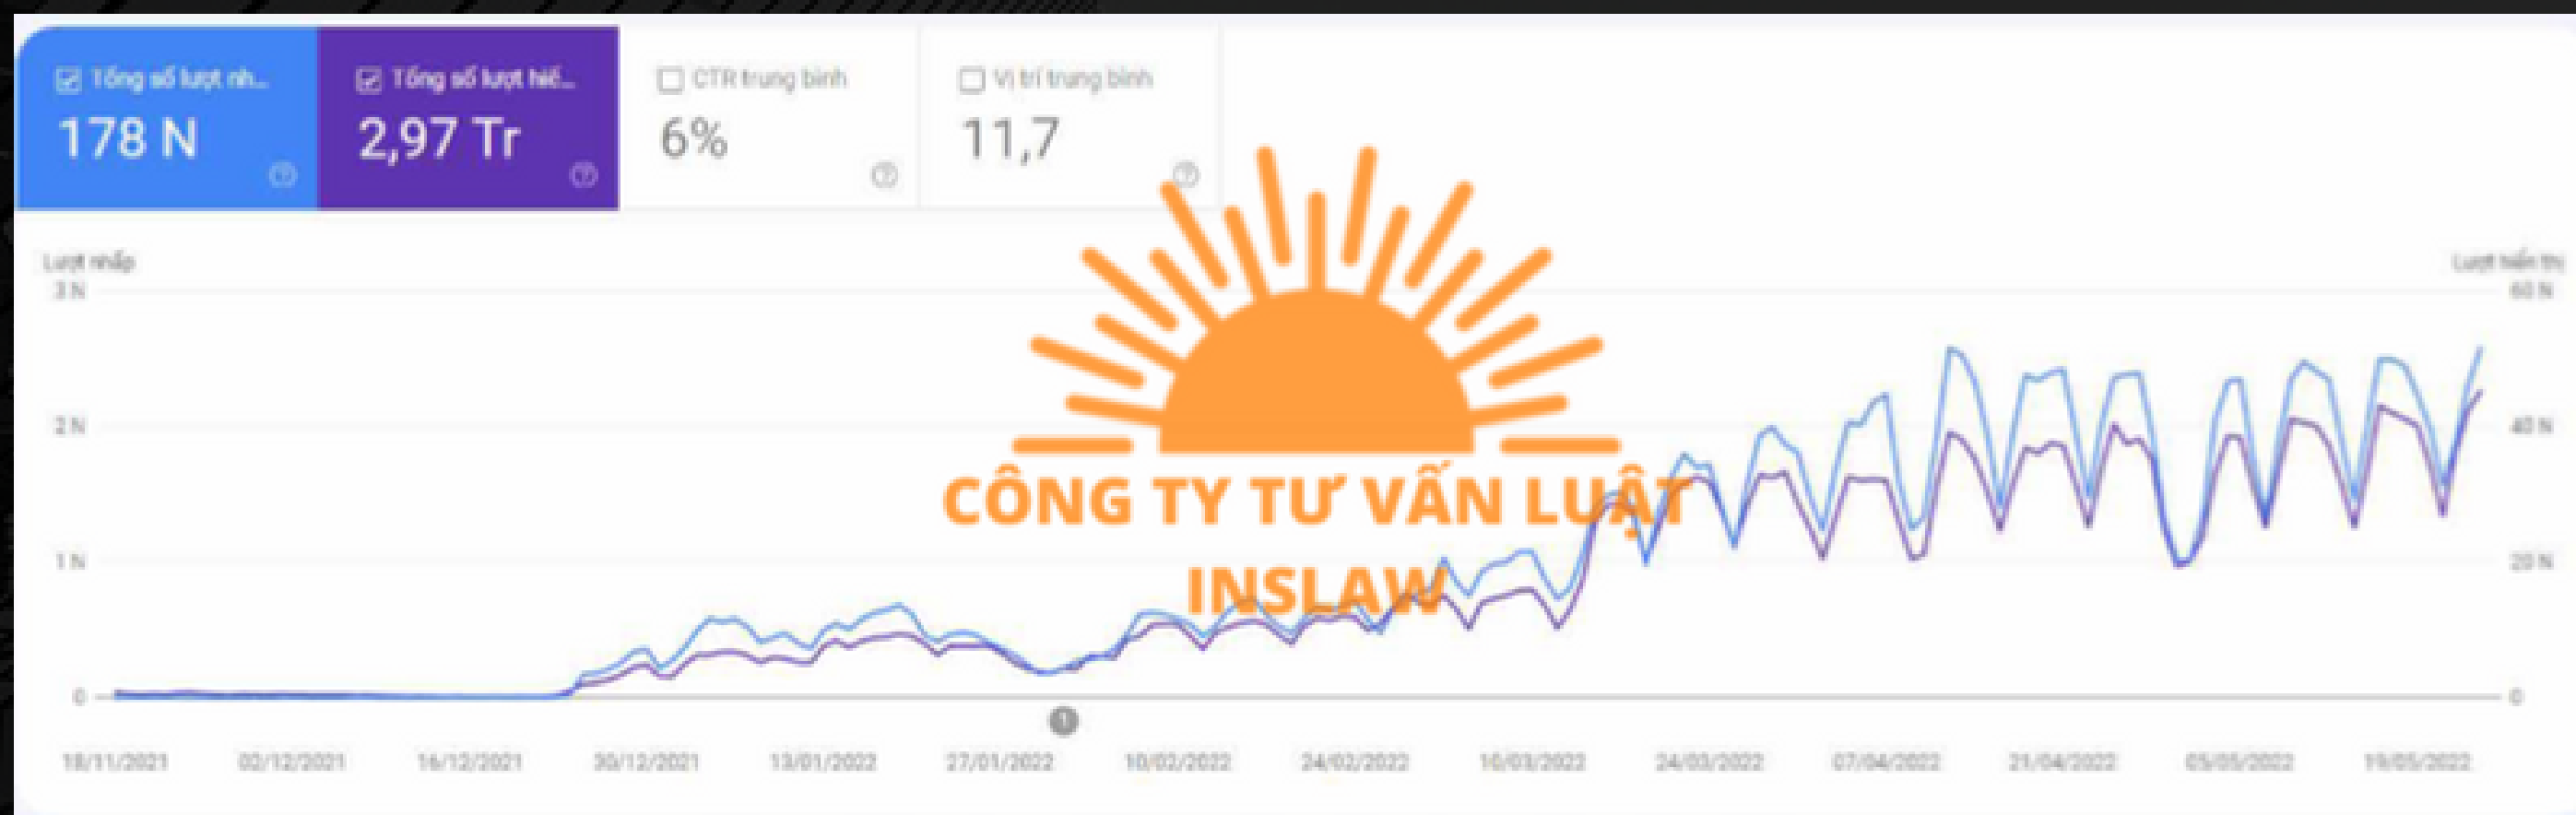 Tổng số lượt nh...
178 N
Tổng số lượt hiể...
2,97 Tr
CTR trung bình
6%
Vị trí trung bình
11,7
Lượt nhấp
Lượt hiển thị
3 N
60 N
2 N
40 N
1 N
20 N
0
0
CÔNG TY TƯ VẤN LUẬT
INSLAW
1
18/11/2021
02/12/2021
16/12/2021
30/12/2021
13/01/2022
27/01/2022
10/02/2022
24/02/2022
10/03/2022
24/03/2022
07/04/2022
21/04/2022
05/05/2022
19/05/2022